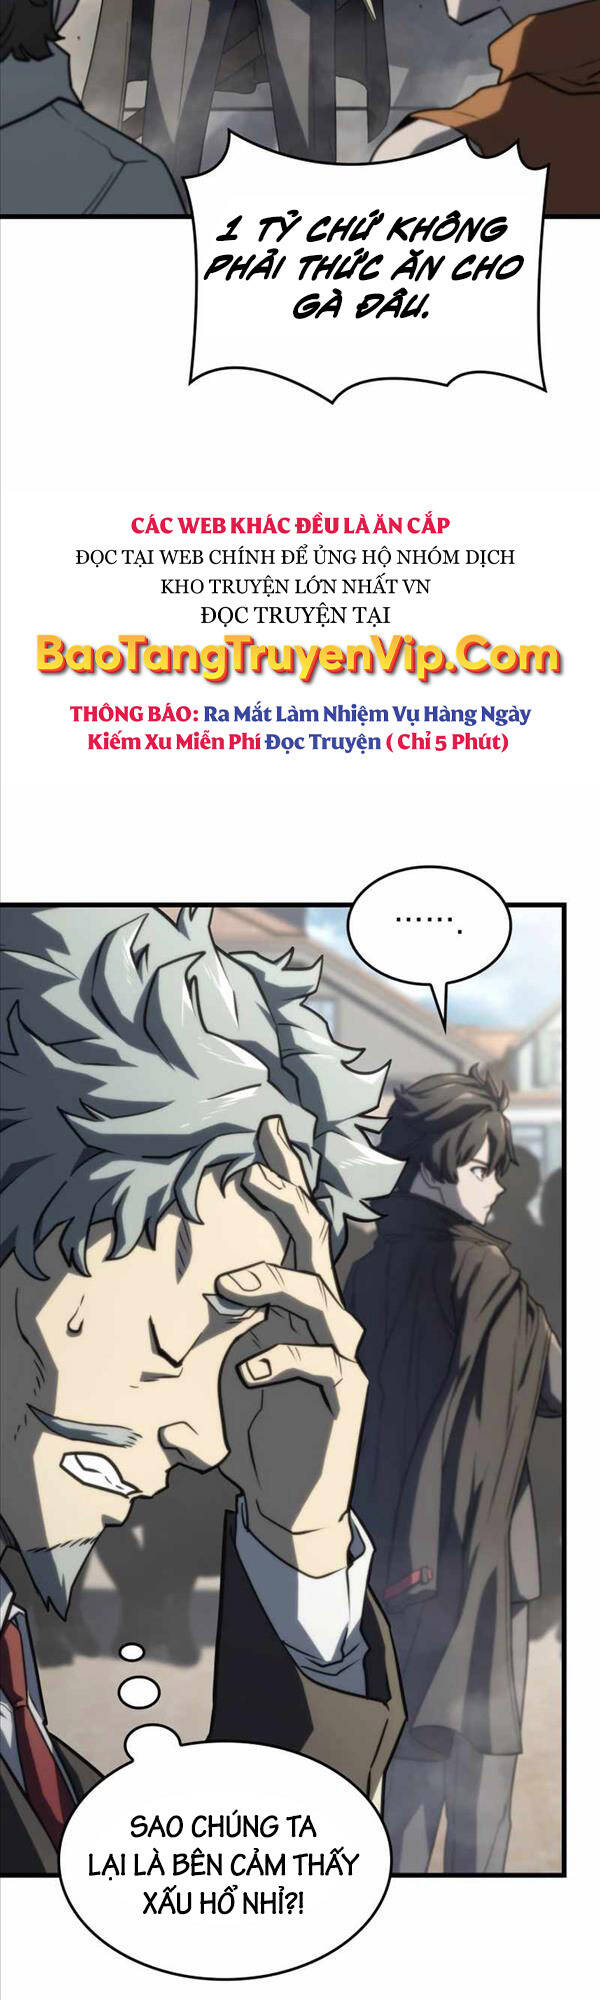 1 TỶ CHỨ KHÔNG
PHẢI THỨC ĂN CHO
GÀ ĐÂU.
CÁC WEB KHÁC ĐỀU LÀ ĂN CẮP
ĐỌC TẠI WEB CHÍNH ĐỂ ỦNG HỘ NHÓM DỊCH
KHO TRUYỆN LỚN NHẤT VN
ĐỌC TRUYỆN TẠI
BaoTangTruyenVip.Com
THÔNG BÁO: Ra Mắt Làm Nhiệm Vụ Hàng Ngày
Kiếm Xu Miễn Phí Đọc Truyện ( Chỉ 5 Phút)
.......
SAO CHÚNG TA
LẠI LÀ BÊN CẢM THẤY
XẤU HỔ NHỈ?!